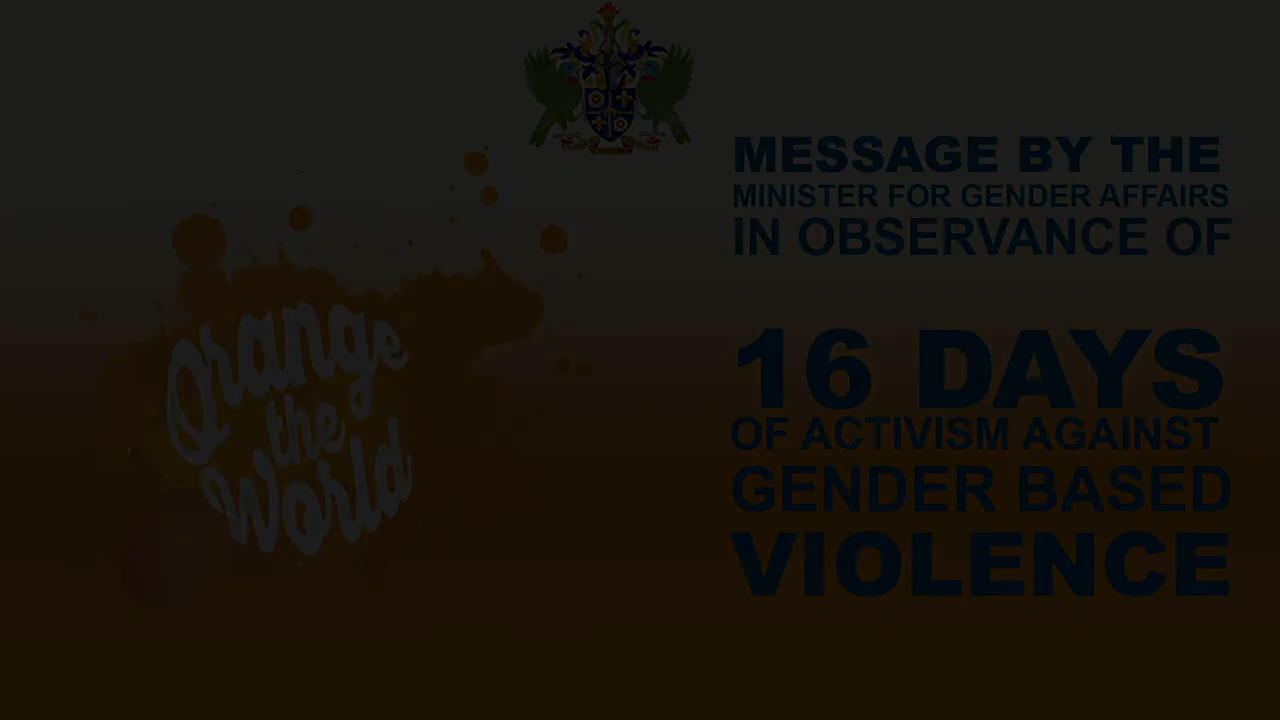 MESSAGE BY THE
MINISTER FOR GENDER AFFAIRS
IN OBSERVANCE OF
16 DAYS
OF ACTIVISM AGAINST
GENDER BASED
VIOLENCE
Orange
the
World